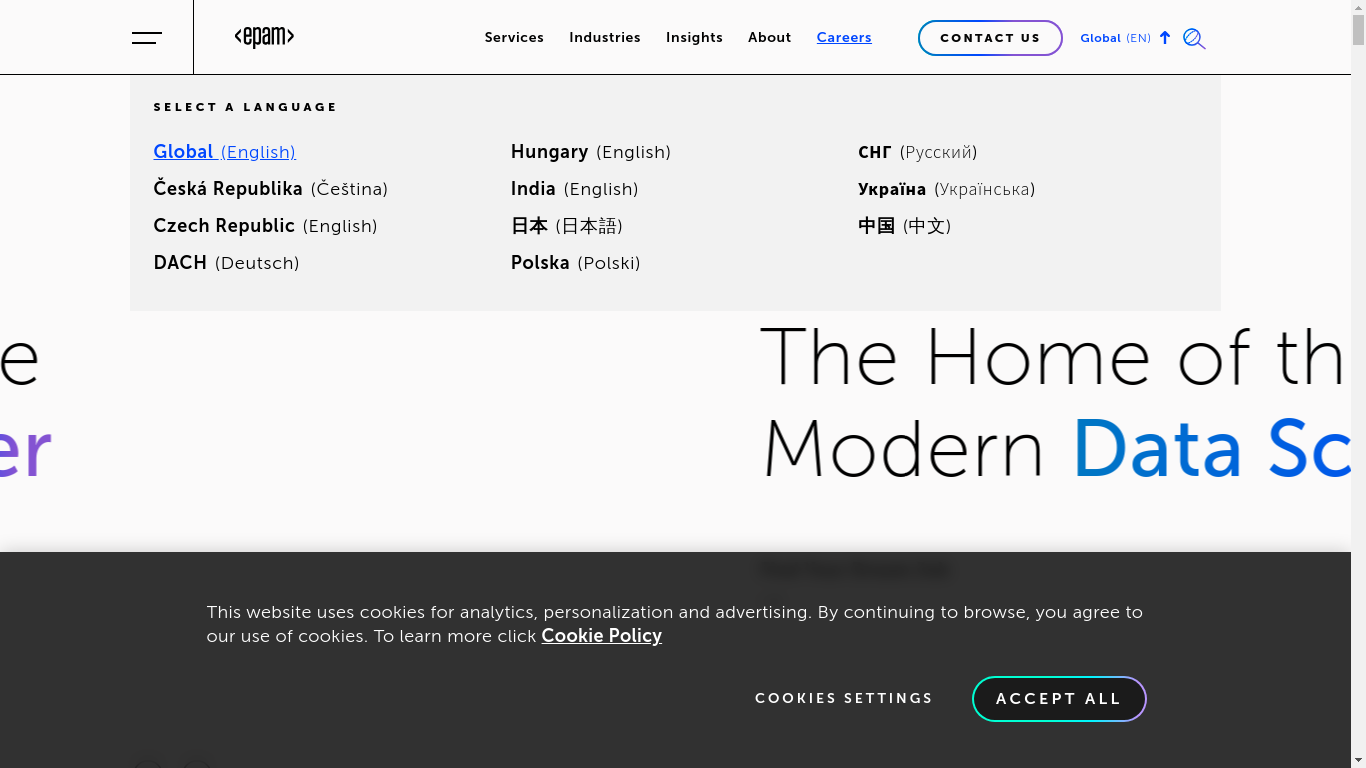 <epam>
Services Industries Insights About Careers
CONTACT US
Global (EN)
SELECT A LANGUAGE
Global (English)
Česká Republika (Čeština)
Czech Republic (English)
DACH (Deutsch)
Hungary (English)
India (English)
日本 (日本語)
Polska (Polski)
СНГ (Русский)
Україна (Українська)
中国 (中文)
e
er
The Home of th
Modern Data Sc
This website uses cookies for analytics, personalization and advertising. By continuing to browse, you agree to
our use of cookies. To learn more click Cookie Policy
COOKIES SETTINGS
ACCEPT ALL